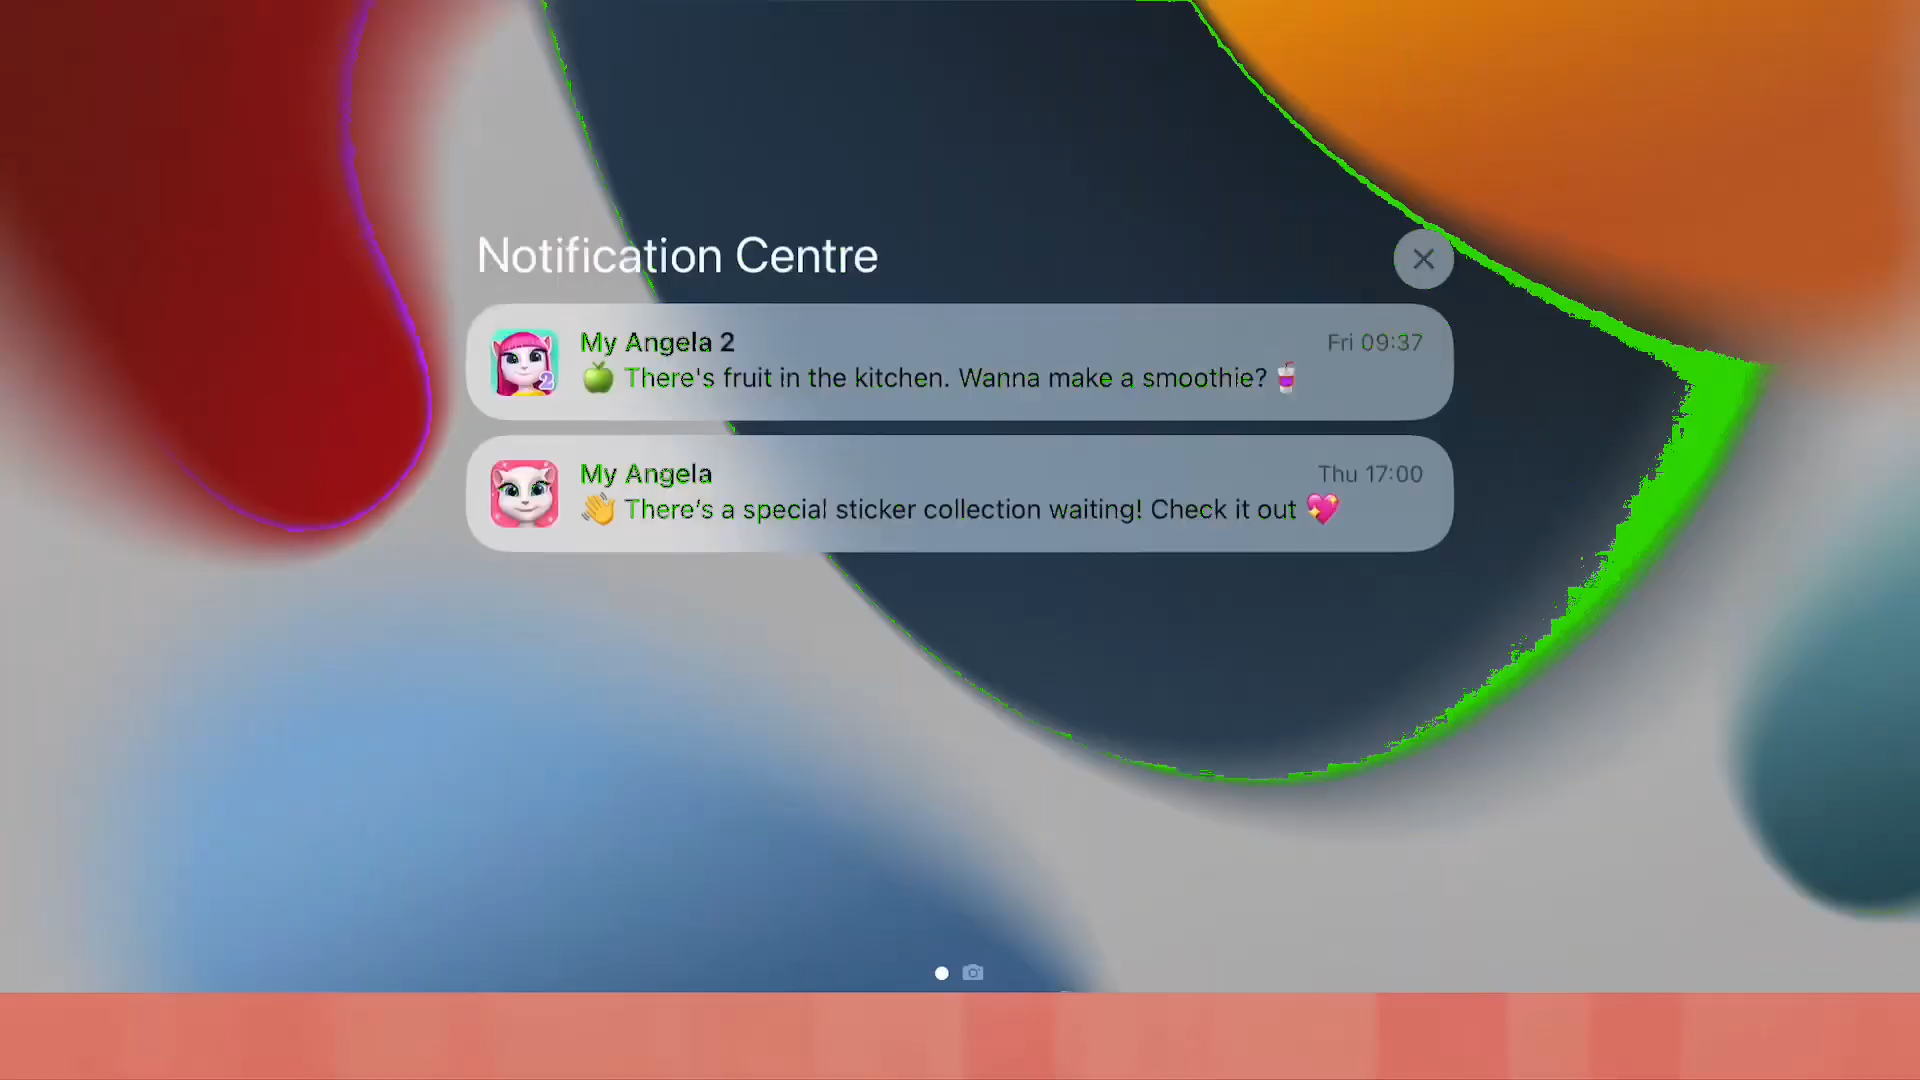 Notification Centre
My Angela 2
Fri 09:37
🍏 There's fruit in the kitchen. Wanna make a smoothie? 🥤
My Angela
Thu 17:00
👋 There's a special sticker collection waiting! Check it out 💖
2